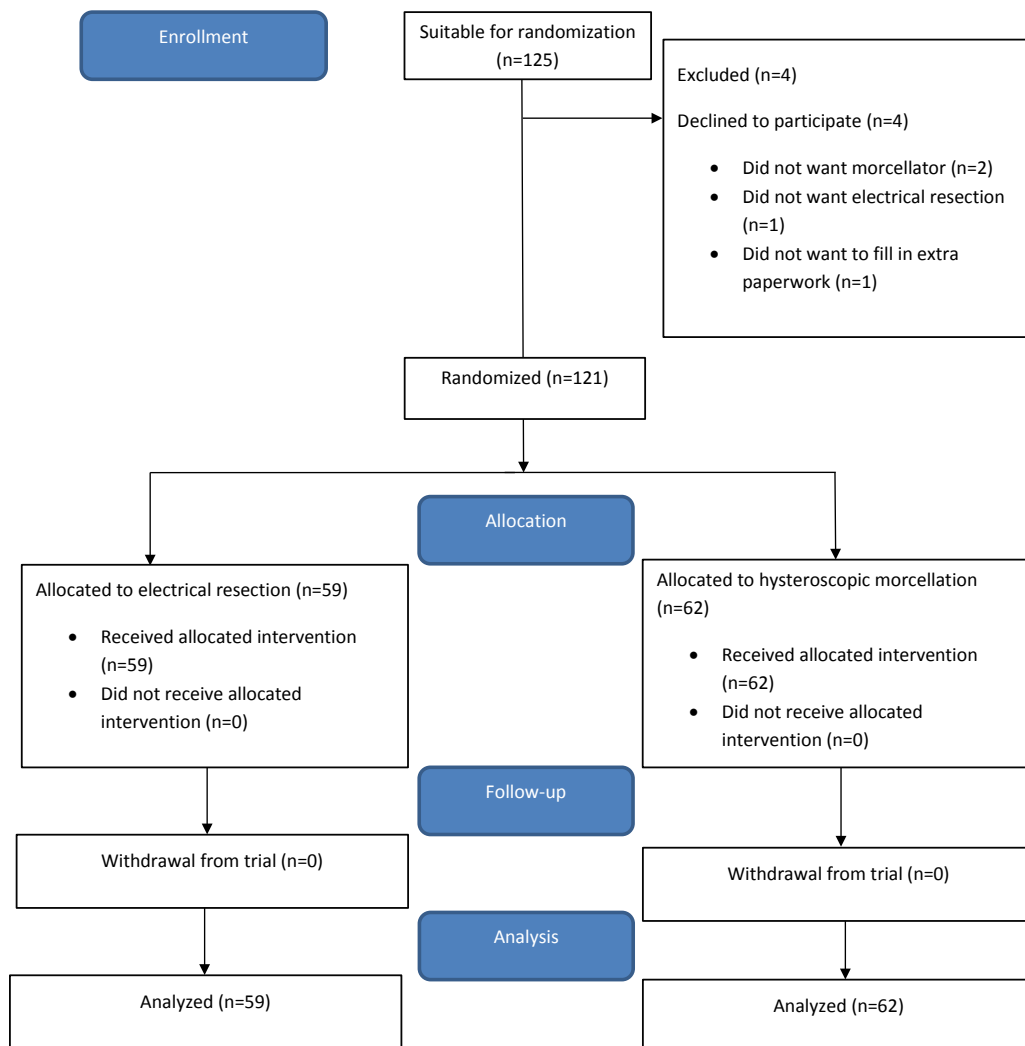 Enrollment
Suitable for randomization
(n=125)
Excluded (n=4)
Declined to participate (n=4)
• Did not want morcellator (n=2)
• Did not want electrical resection
(n=1)
• Did not want to fill in extra
paperwork (n=1)
Randomized (n=121)
Allocation
Allocated to electrical resection (n=59)
• Received allocated intervention
(n=59)
• Did not receive allocated
intervention (n=0)
Allocated to hysteroscopic morcellation
(n=62)
• Received allocated intervention
(n=62)
• Did not receive allocated
intervention (n=0)
Follow-up
Withdrawal from trial (n=0)
Withdrawal from trial (n=0)
Analysis
Analyzed (n=59)
Analyzed (n=62)